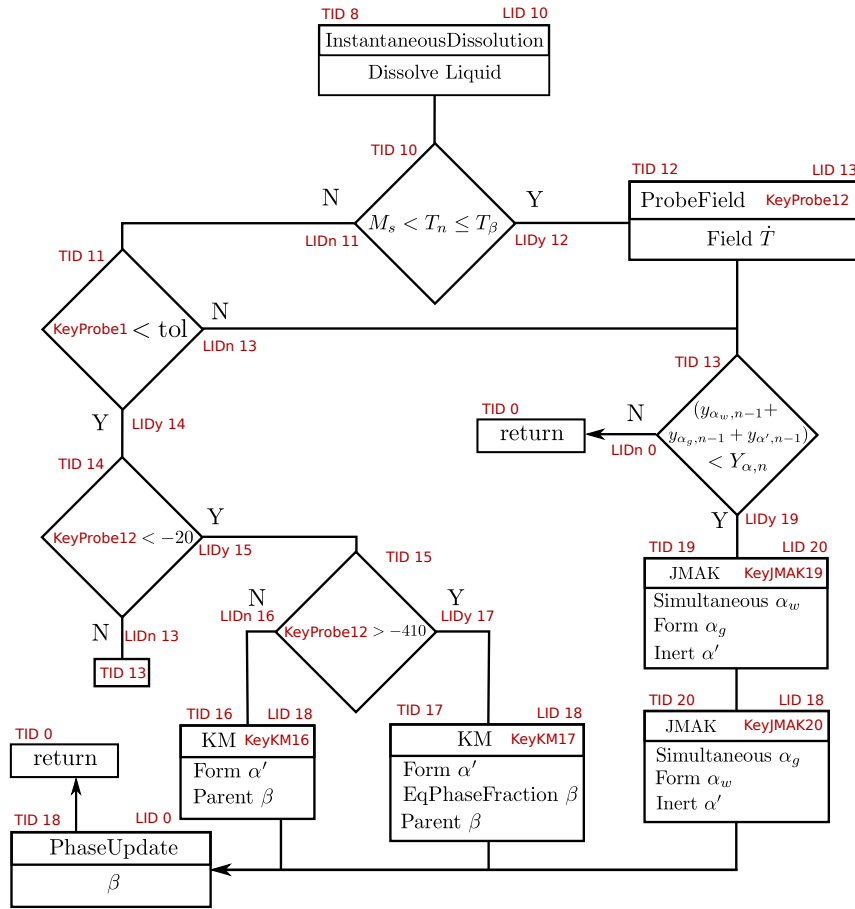 TID 8 LID 10
InstantaneousDissolution
Dissolve Liquid
TID 10
N
Y
M_s < T_n ≤ T_β
LIDn 11
LIDy 12
TID 12 LID 13
ProbeField KeyProbe12
Field Ṫ
TID 11
KeyProbe1 < tol
N
LIDn 13
Y
LIDy 14
TID 13
(y_{α_w,n−1}+
y_{α_g,n−1} + y_{α′,n−1})
< Y_{α,n}
N
LIDn 0
TID 0
return
Y
LIDy 19
TID 14
KeyProbe12 < −20
Y
LIDy 15
N
LIDn 13
TID 13
TID 15
KeyProbe12 > −410
N
LIDn 16
Y
LIDy 17
TID 19 LID 20
JMAK KeyJMAK19
Simultaneous α_w
Form α_g
Inert α′
TID 16 LID 18
KM KeyKM16
Form α′
Parent β
TID 17 LID 18
KM KeyKM17
Form α′
EqPhaseFraction β
Parent β
TID 20 LID 18
JMAK KeyJMAK20
Simultaneous α_g
Form α_w
Inert α′
TID 0
return
TID 18 LID 0
PhaseUpdate
β